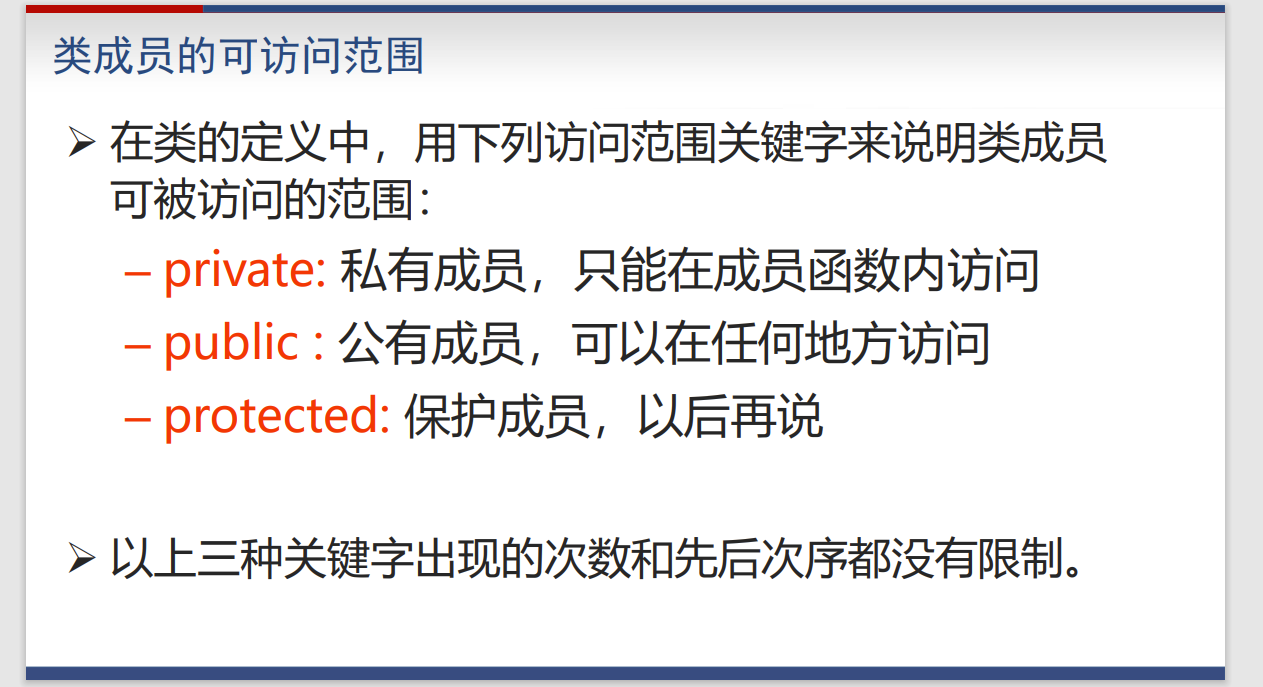 类成员的可访问范围
➢ 在类的定义中，用下列访问范围关键字来说明类成员
可被访问的范围：
– private: 私有成员，只能在成员函数内访问
– public : 公有成员，可以在任何地方访问
– protected: 保护成员，以后再说
➢ 以上三种关键字出现的次数和先后次序都没有限制。